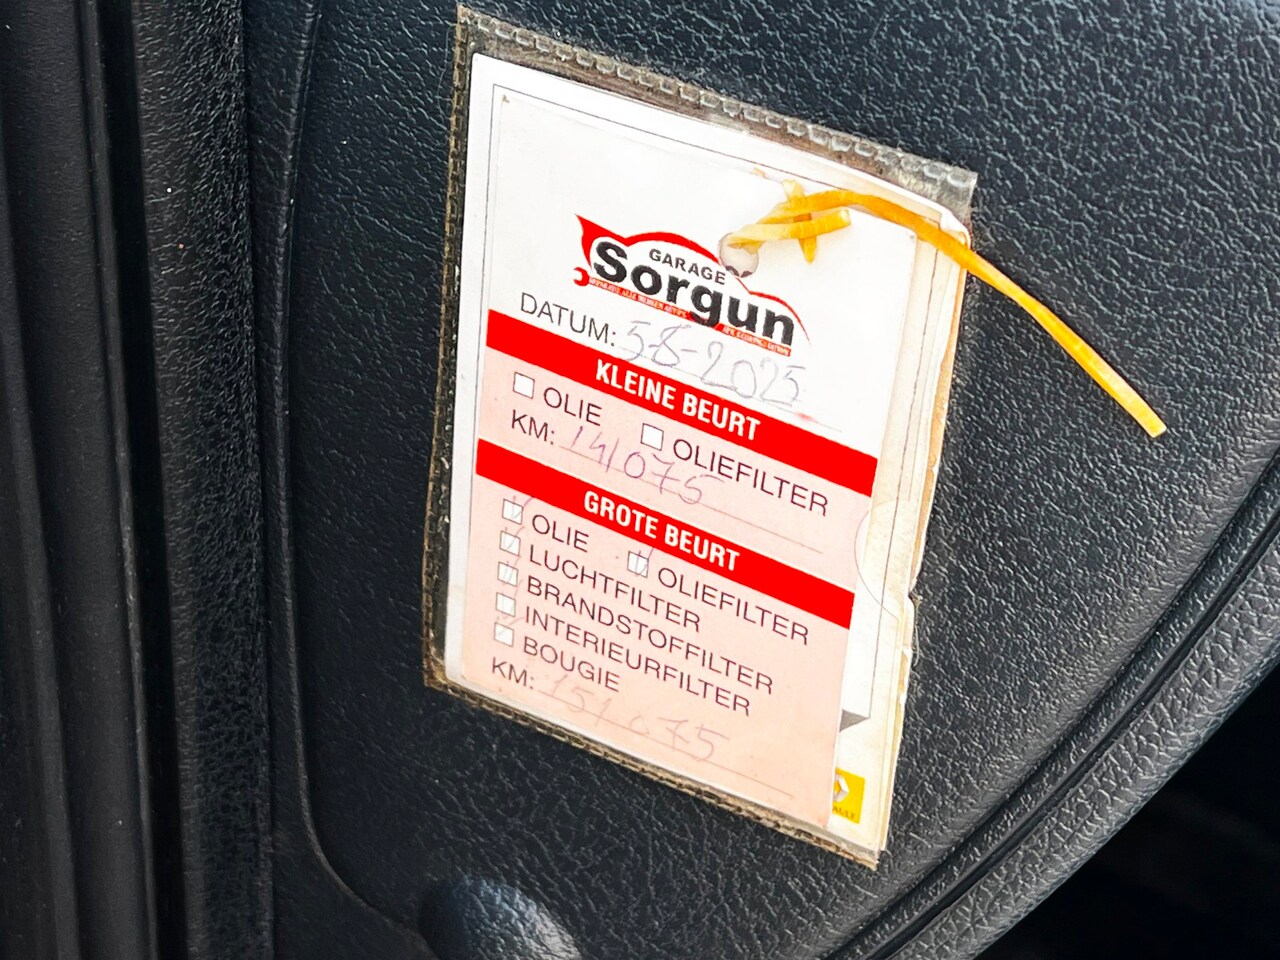 GARAGE
Sorgun
DATUM: 5-8-2025
KLEINE BEURT
OLIE OLIEFILTER
KM: 141075
GROTE BEURT
OLIE OLIEFILTER
LUCHTFILTER
BRANDSTOFFILTER
INTERIEURFILTER
BOUGIE
KM: 151075